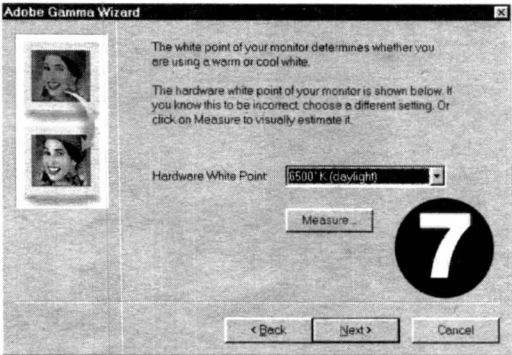 Adobe Gamma Wizard
The white point of your monitor determines whether you
are using a warm or cool white.
The hardware white point of your monitor is shown below. If
you know this to be incorrect, choose a different setting. Or
click on Measure to visually estimate it.
Hardware White Point:
6500°K (daylight)
Measure...
7
< Back
Next >
Cancel